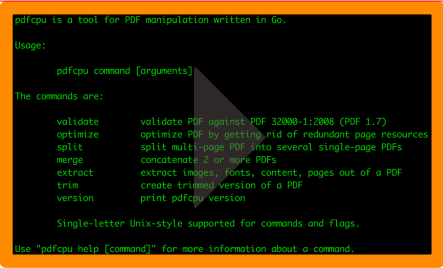 pdfcpu is a tool for PDF manipulation written in Go.
Usage:
pdfcpu command [arguments]
The commands are:
validate validate PDF against PDF 32000-1:2008 (PDF 1.7)
optimize optimize PDF by getting rid of redundant page resources
split split multi-page PDF into several single-page PDFs
merge concatenate 2 or more PDFs
extract extract images, fonts, content, pages out of a PDF
trim create trimmed version of a PDF
version print pdfcpu version
Single-letter Unix-style supported for commands and flags.
Use "pdfcpu help [command]" for more information about a command.